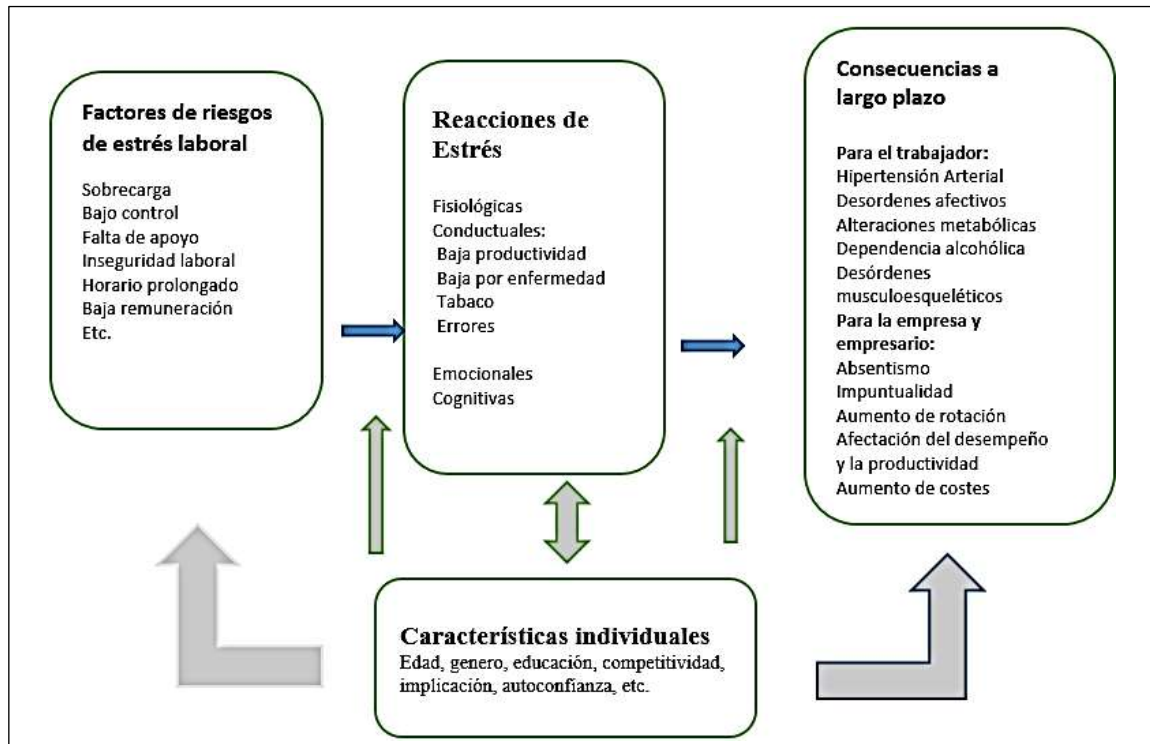 Factores de riesgos
de estrés laboral
Sobrecarga
Bajo control
Falta de apoyo
Inseguridad laboral
Horario prolongado
Baja remuneración
Etc.
Reacciones de
Estrés
Fisiológicas
Conductuales:
Baja productividad
Baja por enfermedad
Tabaco
Errores
Emocionales
Cognitivas
Consecuencias a
largo plazo
Para el trabajador:
Hipertensión Arterial
Desordenes afectivos
Alteraciones metabólicas
Dependencia alcohólica
Desórdenes
musculoesqueléticos
Para la empresa y
empresario:
Absentismo
Impuntualidad
Aumento de rotación
Afectación del desempeño
y la productividad
Aumento de costes
Características individuales
Edad, genero, educación, competitividad,
implicación, autoconfianza, etc.